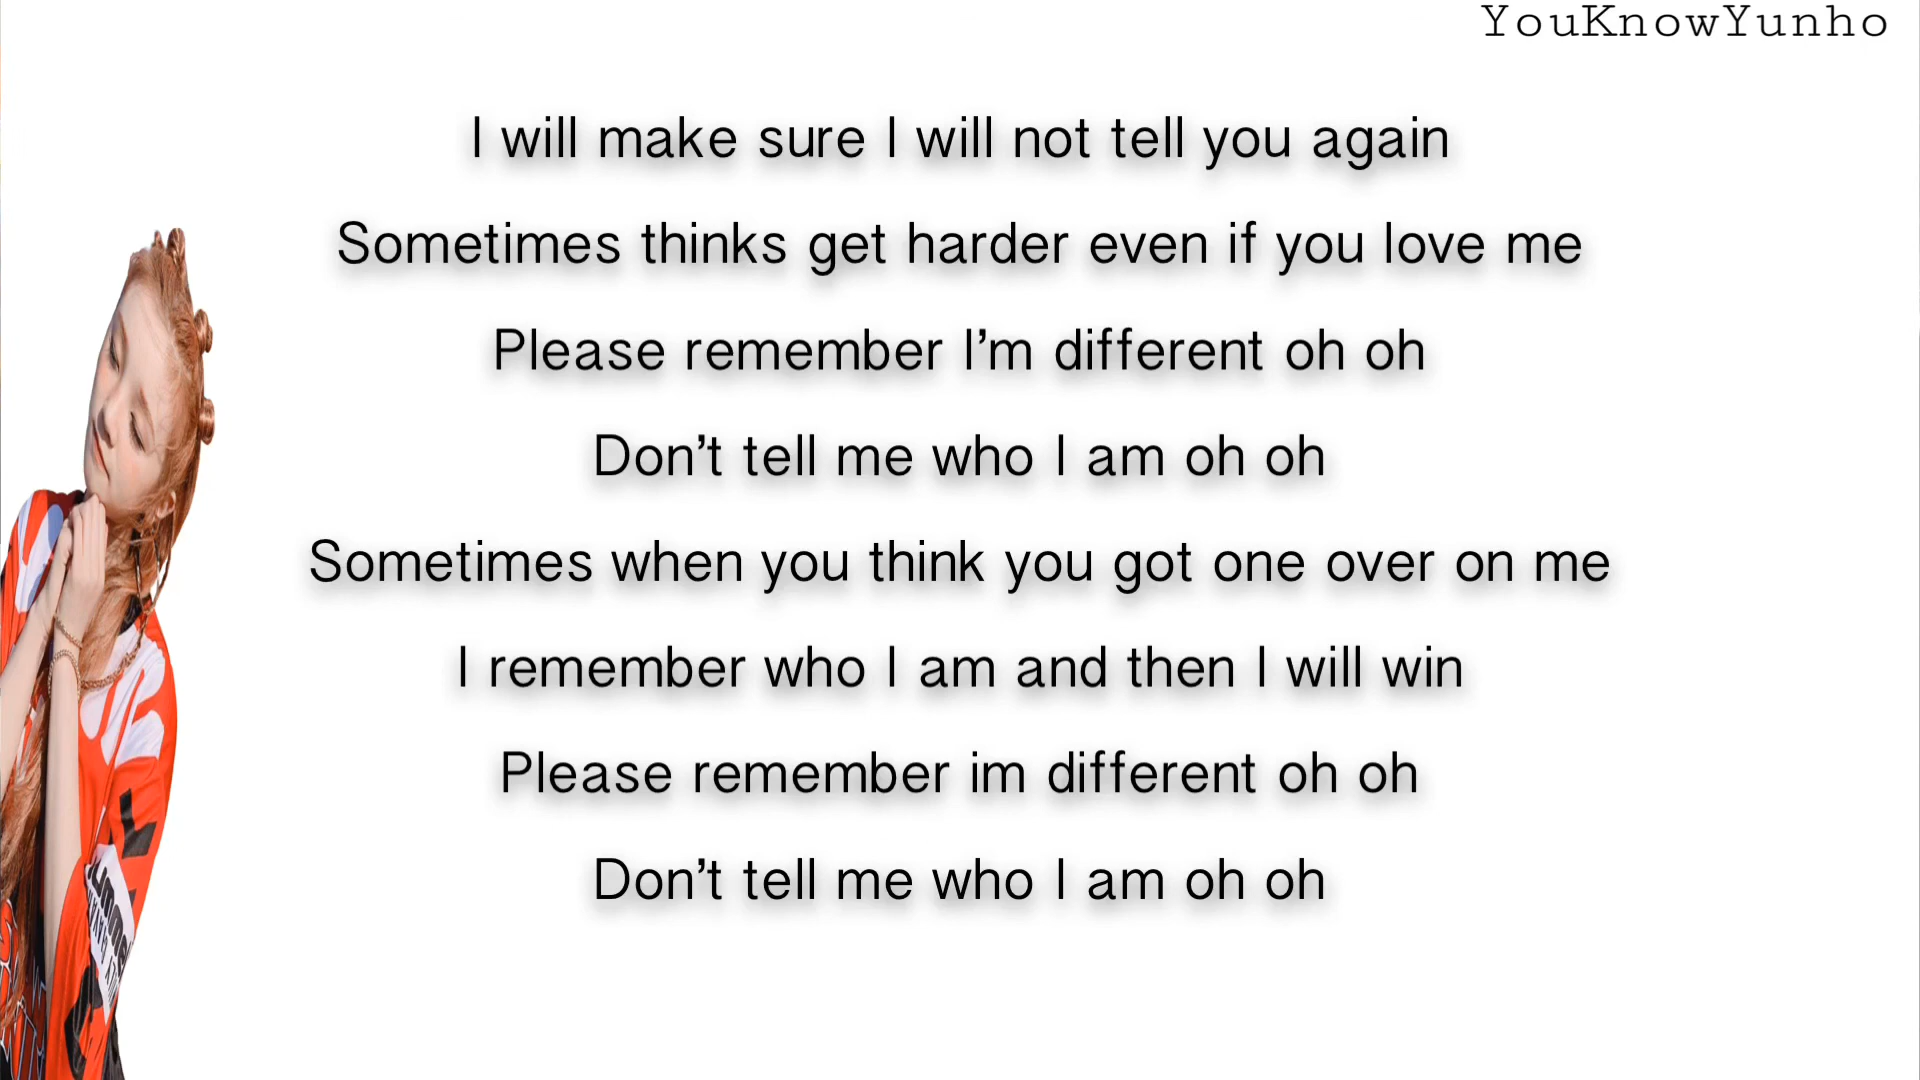 YouKnowYunho
I will make sure I will not tell you again
Sometimes thinks get harder even if you love me
Please remember I’m different oh oh
Don’t tell me who I am oh oh
Sometimes when you think you got one over on me
I remember who I am and then I will win
Please remember im different oh oh
Don’t tell me who I am oh oh